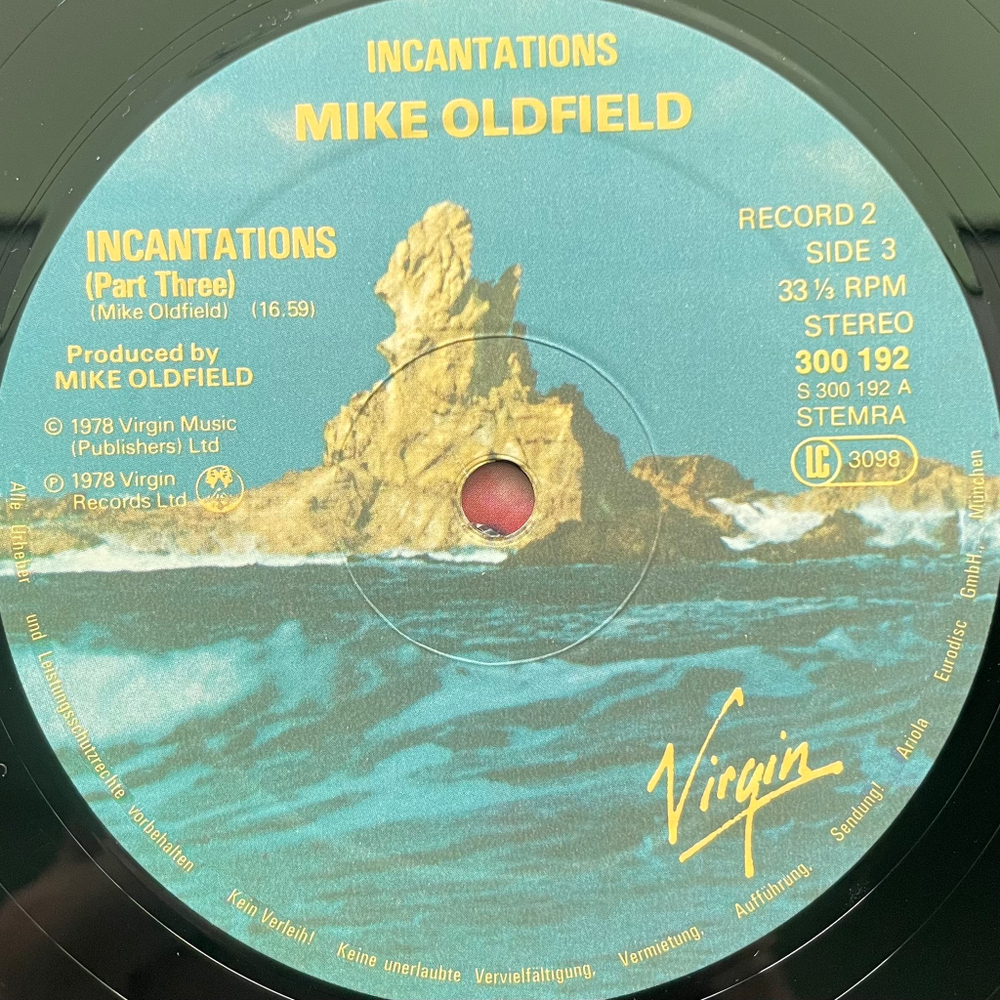 INCANTATIONS
MIKE OLDFIELD
INCANTATIONS
(Part Three)
(Mike Oldfield) (16.59)
Produced by
MIKE OLDFIELD
© 1978 Virgin Music
(Publishers) Ltd
℗ 1978 Virgin
Records Ltd
RECORD 2
SIDE 3
33 ⅓ RPM
STEREO
300 192
S 300 192 A
STEMRA
LC 3098
Virgin
Alle Urheber und Leistungsschutzrechte vorbehalten Kein Verleih! Keine unerlaubte Vervielfältigung, Vermietung, Aufführung, Sendung! Ariola Eurodisc GmbH., München